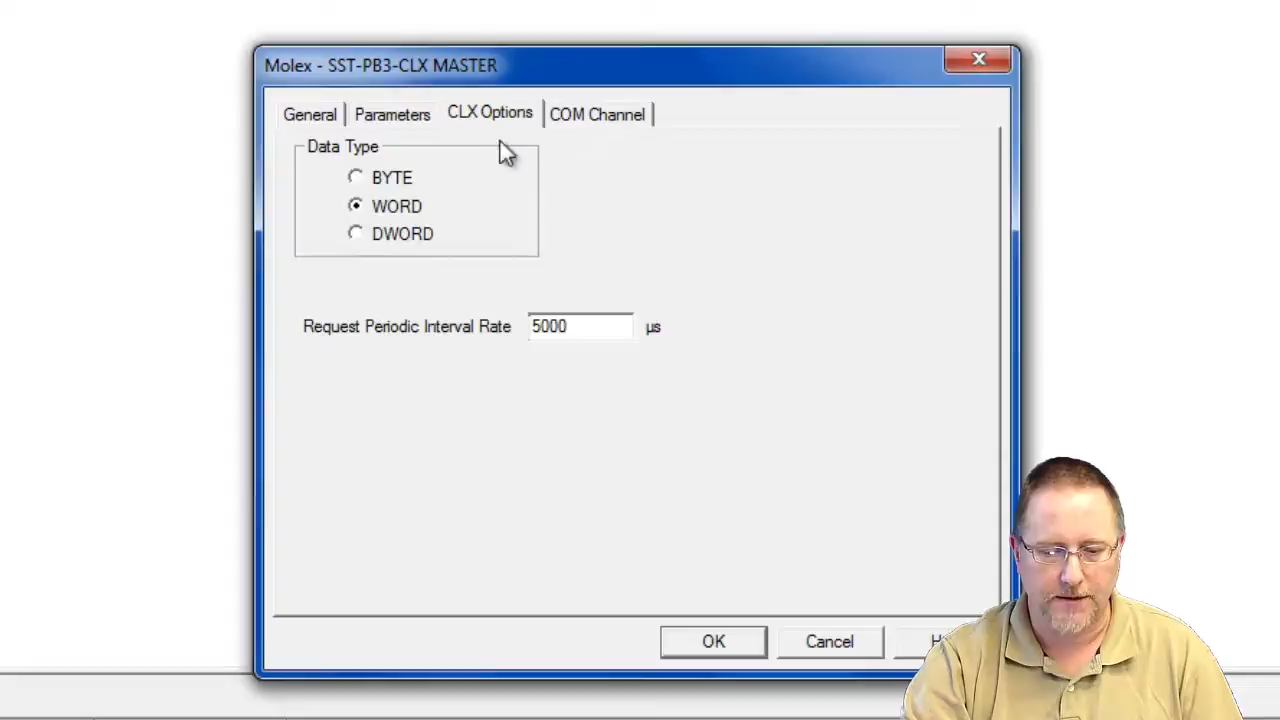 Molex - SST-PB3-CLX MASTER
General Parameters CLX Options COM Channel
Data Type
BYTE
WORD
DWORD
Request Periodic Interval Rate 5000 µs
OK Cancel